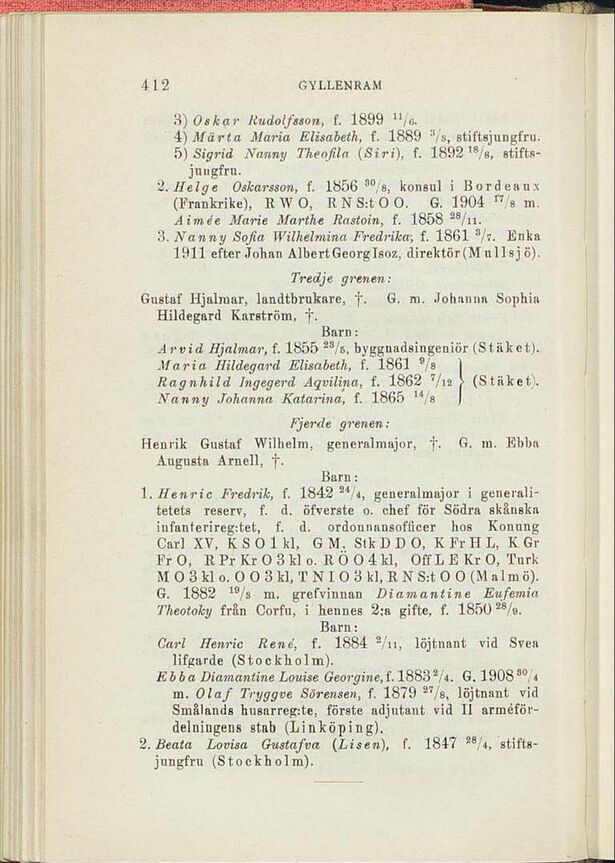 412 GYLLENRAM
3) Oskar Rudolfsson, f. 1899 11/6.
4) Märta Maria Elisabeth, f. 1889 3/8, stiftsjungfru.
5) Sigrid Nanny Theofila (Siri), f. 1892 18/8, stifts-
jungfru.
2. Helge Oskarsson, f. 1856 30/8, konsul i Bordeaux
(Frankrike), R W O, R N S:t O O. G. 1904 17/8 m.
Aimée Marie Marthe Rastoin, f. 1858 28/11.
3. Nanny Sofia Wilhelmina Fredrika, f. 1861 3/7. Enka
1911 efter Johan Albert Georg Isoz, direktör (Mullsjö).
Tredje grenen:
Gustaf Hjalmar, landtbrukare, †. G. m. Johanna Sophia
Hildegard Karström, †.
Barn:
Arvid Hjalmar, f. 1855 23/5, byggnadsingeniör (Stäket).
Maria Hildegard Elisabeth, f. 1861 9/8
Ragnhild Ingegerd Aqvilina, f. 1862 7/12 } (Stäket).
Nanny Johanna Katarina, f. 1865 14/8
Fjerde grenen:
Henrik Gustaf Wilhelm, generalmajor, †. G. m. Ebba
Augusta Arnell, †.
Barn:
1. Henric Fredrik, f. 1842 24/4, generalmajor i generali-
tetets reserv, f. d. öfverste o. chef för Södra skånska
infanterireg:tet, f. d. ordonnansofficer hos Konung
Carl XV, K S O 1 kl, G M, Stk D D O, K Fr H L, K Gr
Fr O, R Pr Kr O 3 kl o. R Ö O 4 kl, Off L E Kr O, Turk
M O 3 kl o. O O 3 kl, T N I O 3 kl, R N S:t O O (Malmö).
G. 1882 19/8 m. grefvinnan Diamantine Eufemia
Theotoky från Corfu, i hennes 2:a gifte, f. 1850 28/9.
Barn:
Carl Henric René, f. 1884 2/11, löjtnant vid Svea
lifgarde (Stockholm).
Ebba Diamantine Louise Georgine, f. 1883 2/4. G. 1908 30/4
m. Olaf Tryggve Sörensen, f. 1879 27/8, löjtnant vid
Smålands husarreg:te, förste adjutant vid II arméför-
delningens stab (Linköping).
2. Beata Lovisa Gustafva (Lisen), f. 1847 28/4, stifts-
jungfru (Stockholm).